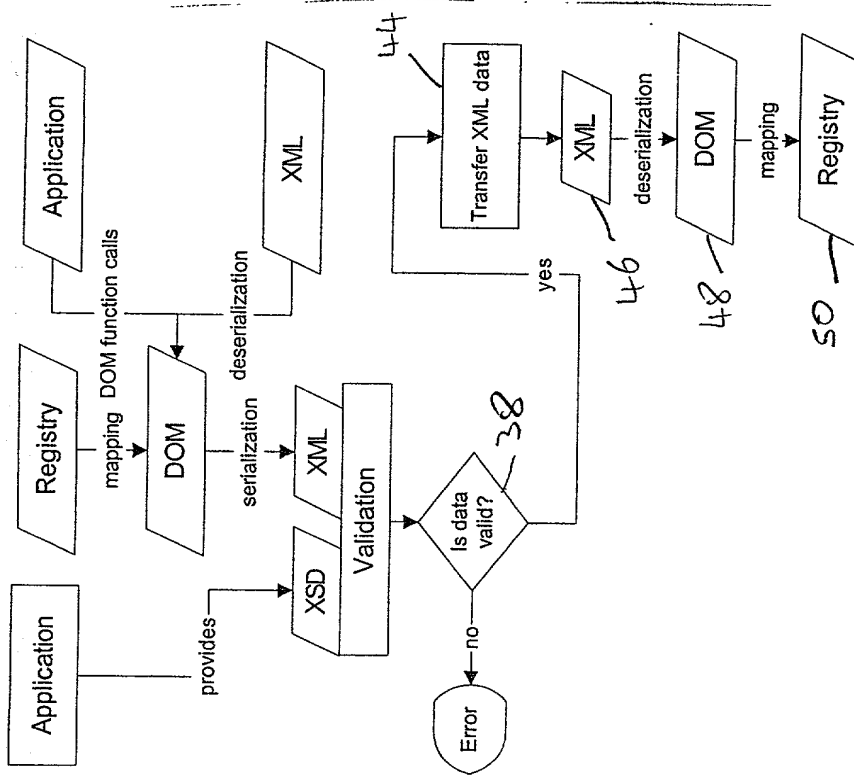 Application
Registry
Application
mapping
DOM function calls
provides
DOM
deserialization
XML
serialization
XSD
XML
Validation
Is data
valid?
38
no
Error
yes
44
Transfer XML data
XML
46
deserialization
DOM
48
mapping
Registry
50